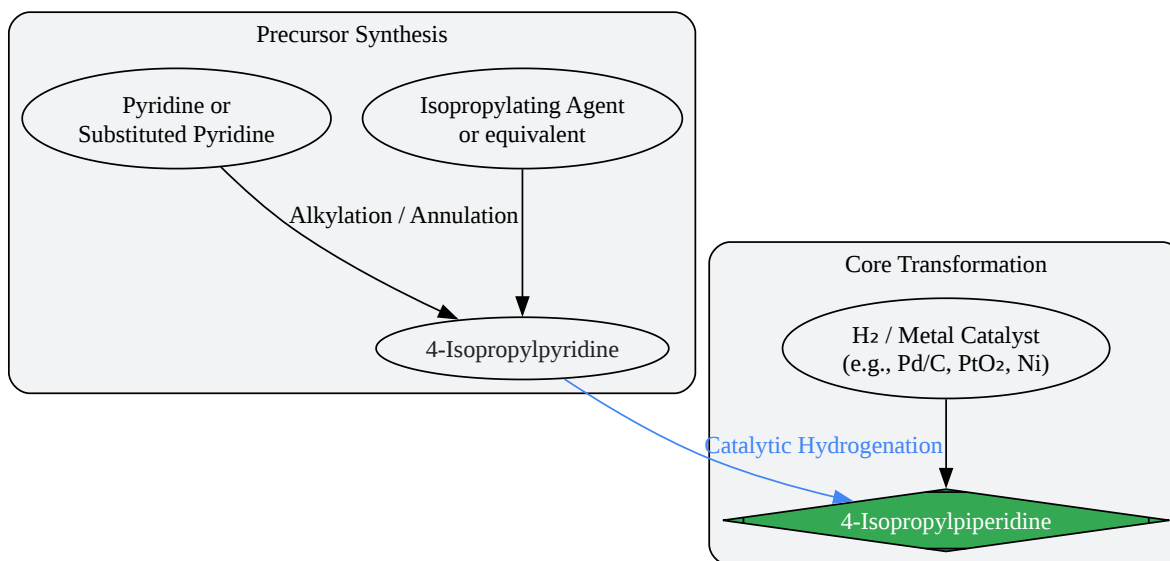 Precursor Synthesis
Pyridine or
Substituted Pyridine
Isopropylating Agent
or equivalent
Alkylation / Annulation
4-Isopropylpyridine
Core Transformation
H₂ / Metal Catalyst
(e.g., Pd/C, PtO₂, Ni)
Catalytic Hydrogenation
4-Isopropylpiperidine